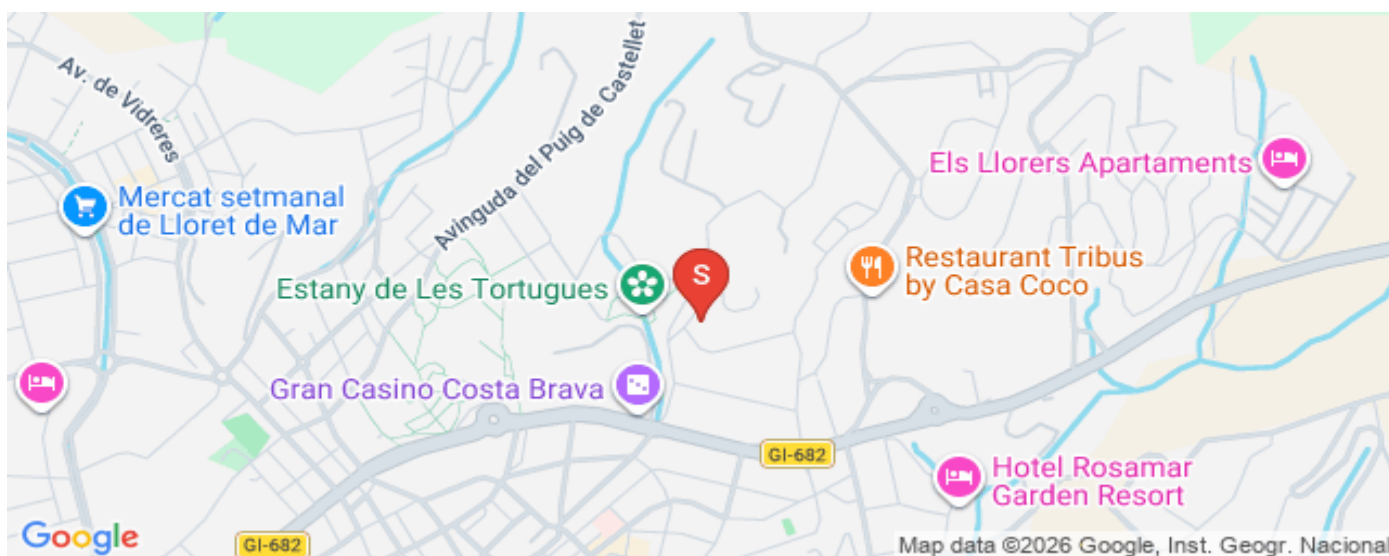 Av. de Vidreres
Avinguda del Puig de Castellet
Els Llorers Apartaments
Mercat setmanal
de Lloret de Mar
Restaurant Tribus
by Casa Coco
Estany de Les Tortugues
S
Gran Casino Costa Brava
GI-682
Hotel Rosamar
Garden Resort
Google
GI-682
Map data ©2026 Google, Inst. Geogr. Nacional